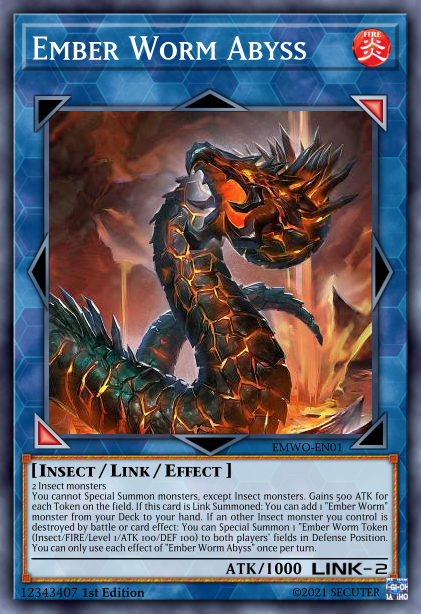 EMBER WORM ABYSS
FIRE
炎
EMWO-EN01
[INSECT / LINK / EFFECT ]
2 Insect monsters
You cannot Special Summon monsters, except Insect monsters. Gains 500 ATK for
each Token on the field. If this card is Link Summoned: You can add 1 "Ember Worm"
monster from your Deck to your hand. If an other Insect monster you control is
destroyed by battle or card effect: You can Special Summon 1 "Ember Worm Token
(Insect/FIRE/Level 1/ATK 100/DEF 100) to both players' fields in Defense Position.
You can only use each effect of "Ember Worm Abyss" once per turn.
ATK/1000 LINK-2
12343407 1st Edition
©2021 SECUTER